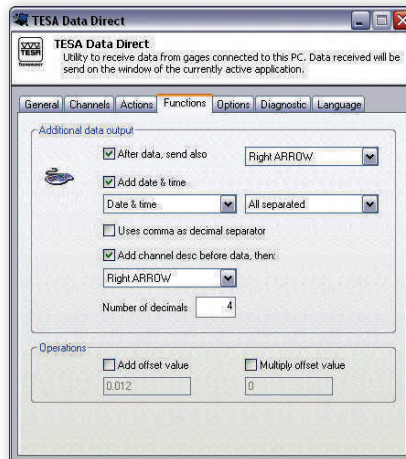 TESA Data Direct
TESA
TECHNOLOGY
TESA Data Direct
Utility to receive data from gages connected to this PC. Data received will be
send on the window of the currently active application.
General Channels Actions Functions Options Diagnostic Language
Additional data output
After data, send also Right ARROW
Add date & time
Date & time All separated
Uses comma as decimal separator
Add channel desc before data, then:
Right ARROW
Number of decimals 4
Operations
Add offset value Multiply offset value
0.012 0